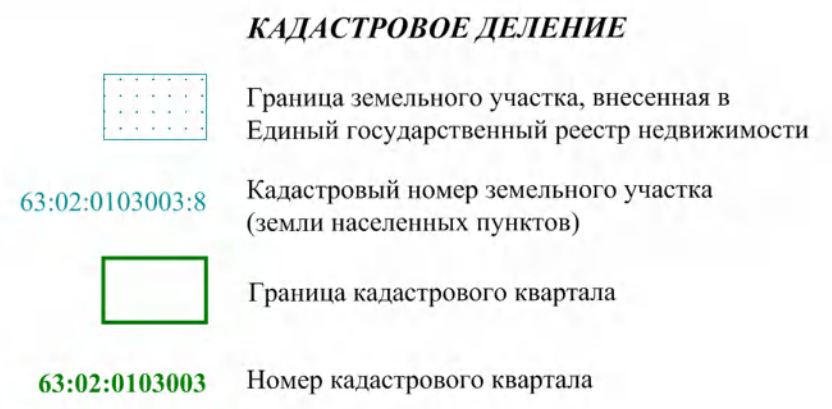 КАДАСТРОВОЕ ДЕЛЕНИЕ
Граница земельного участка, внесенная в
Единый государственный реестр недвижимости
63:02:0103003:8 Кадастровый номер земельного участка
(земли населенных пунктов)
Граница кадастрового квартала
63:02:0103003 Номер кадастрового квартала